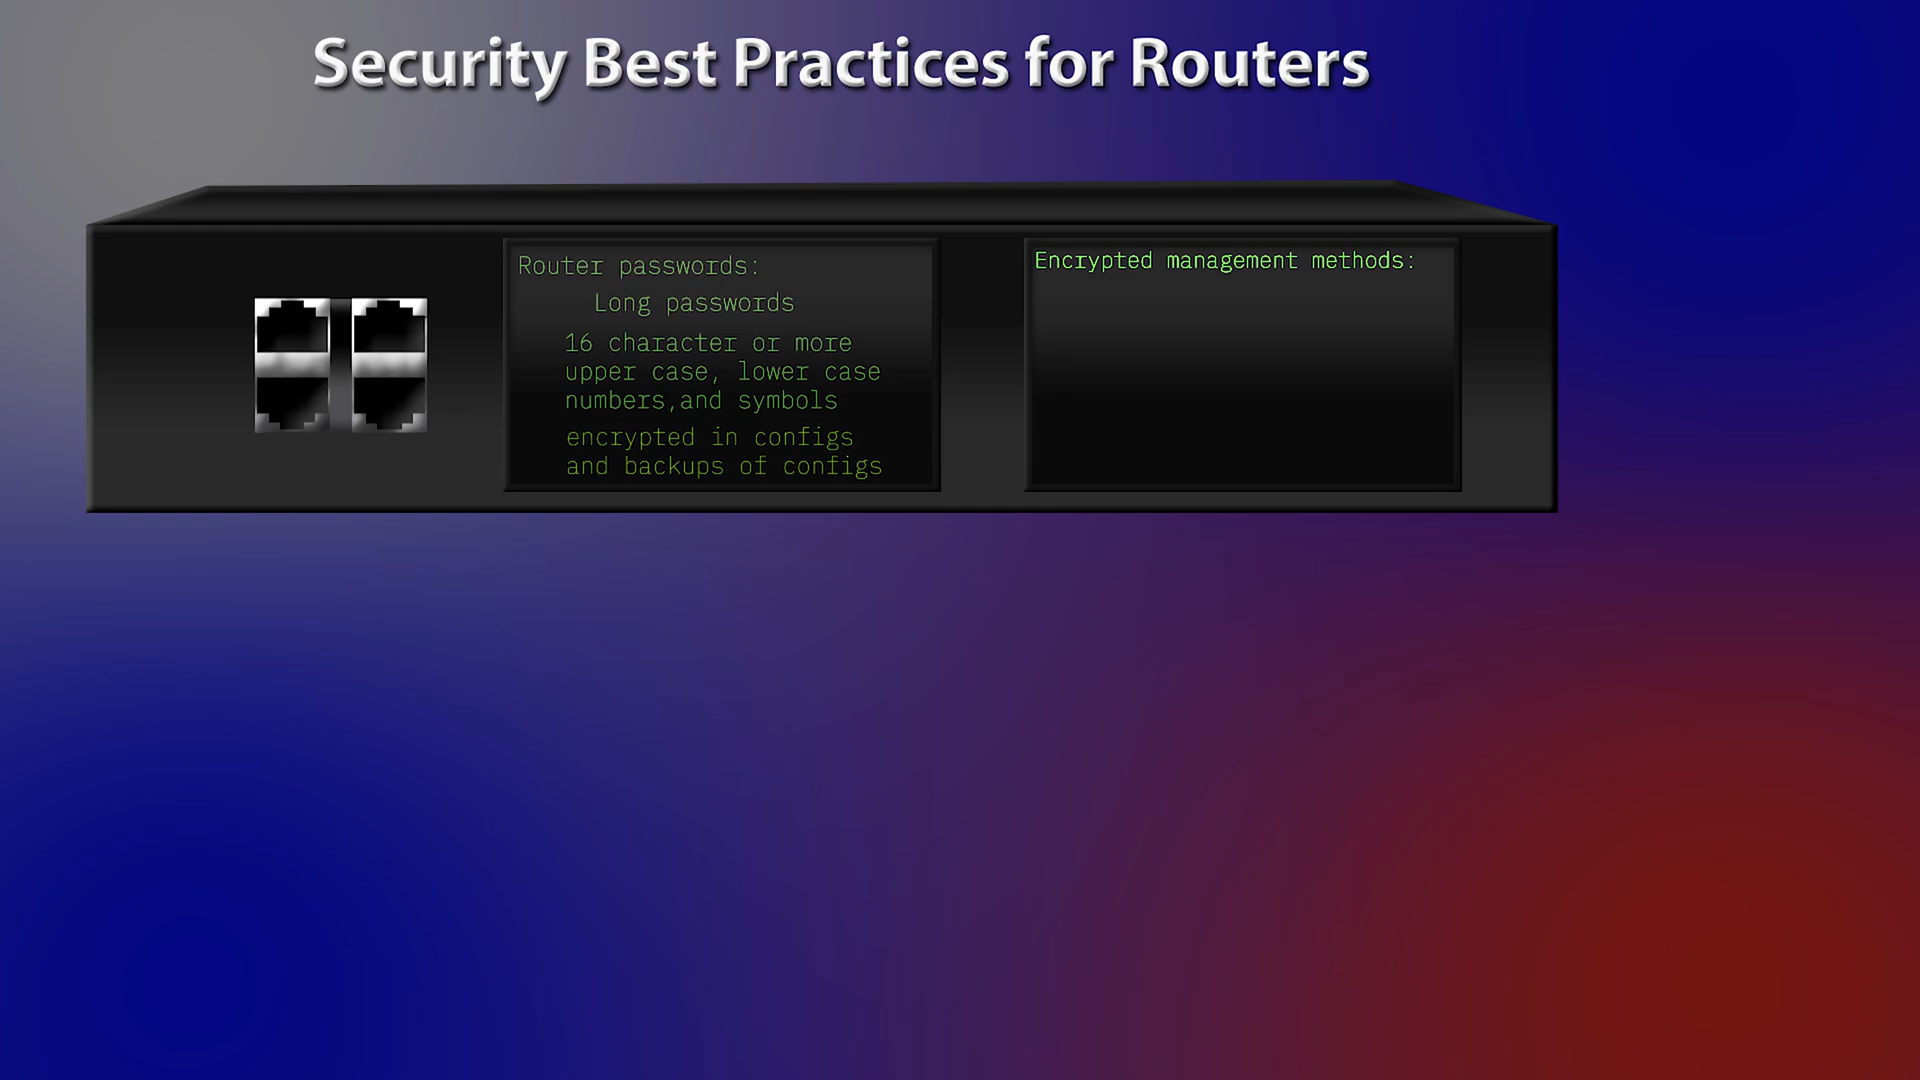 Security Best Practices for Routers
Router passwords:
Long passwords
16 character or more
upper case, lower case
numbers,and symbols
encrypted in configs
and backups of configs
Encrypted management methods: